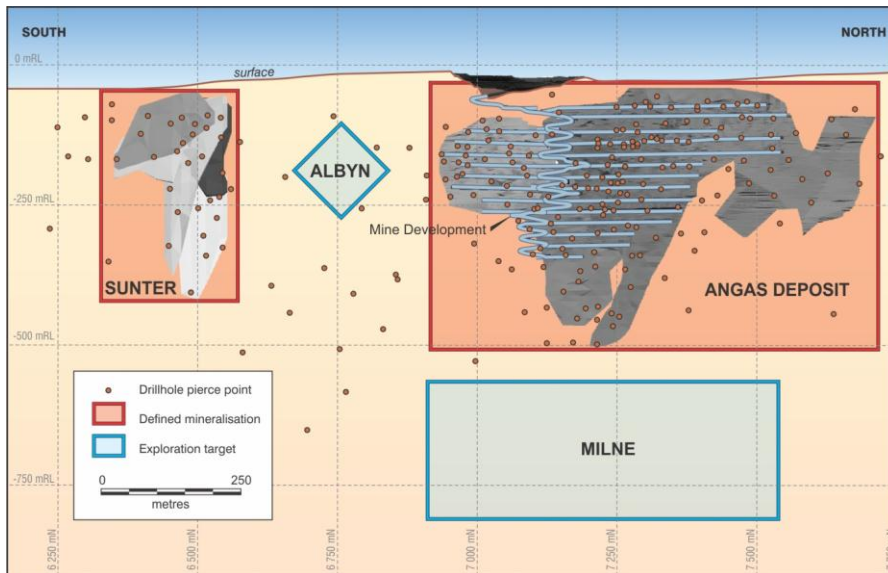 SOUTH
NORTH
0 mRL
surface
ALBYN
-250 mRL
Mine Development
SUNTER
ANGAS DEPOSIT
-500 mRL
Drillhole pierce point
Defined mineralisation
Exploration target
0 250
metres
MILNE
-750 mRL
6 250 mN
6 500 mN
6 750 mN
7 000 mN
7 250 mN
7 500 mN